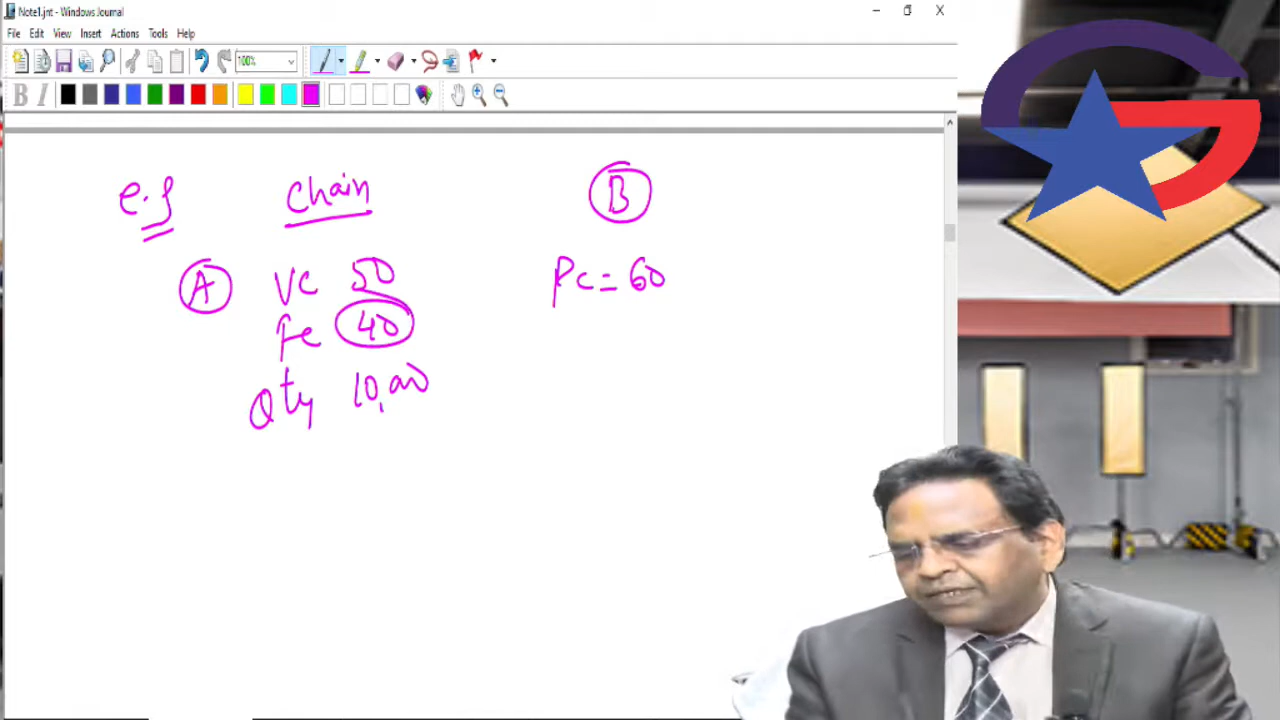 Note1.jnt - Windows Journal
File Edit View Insert Actions Tools Help
100%
B I
e.g Chain B
A VC 50 PC = 60
FC 40
Qty 10,000